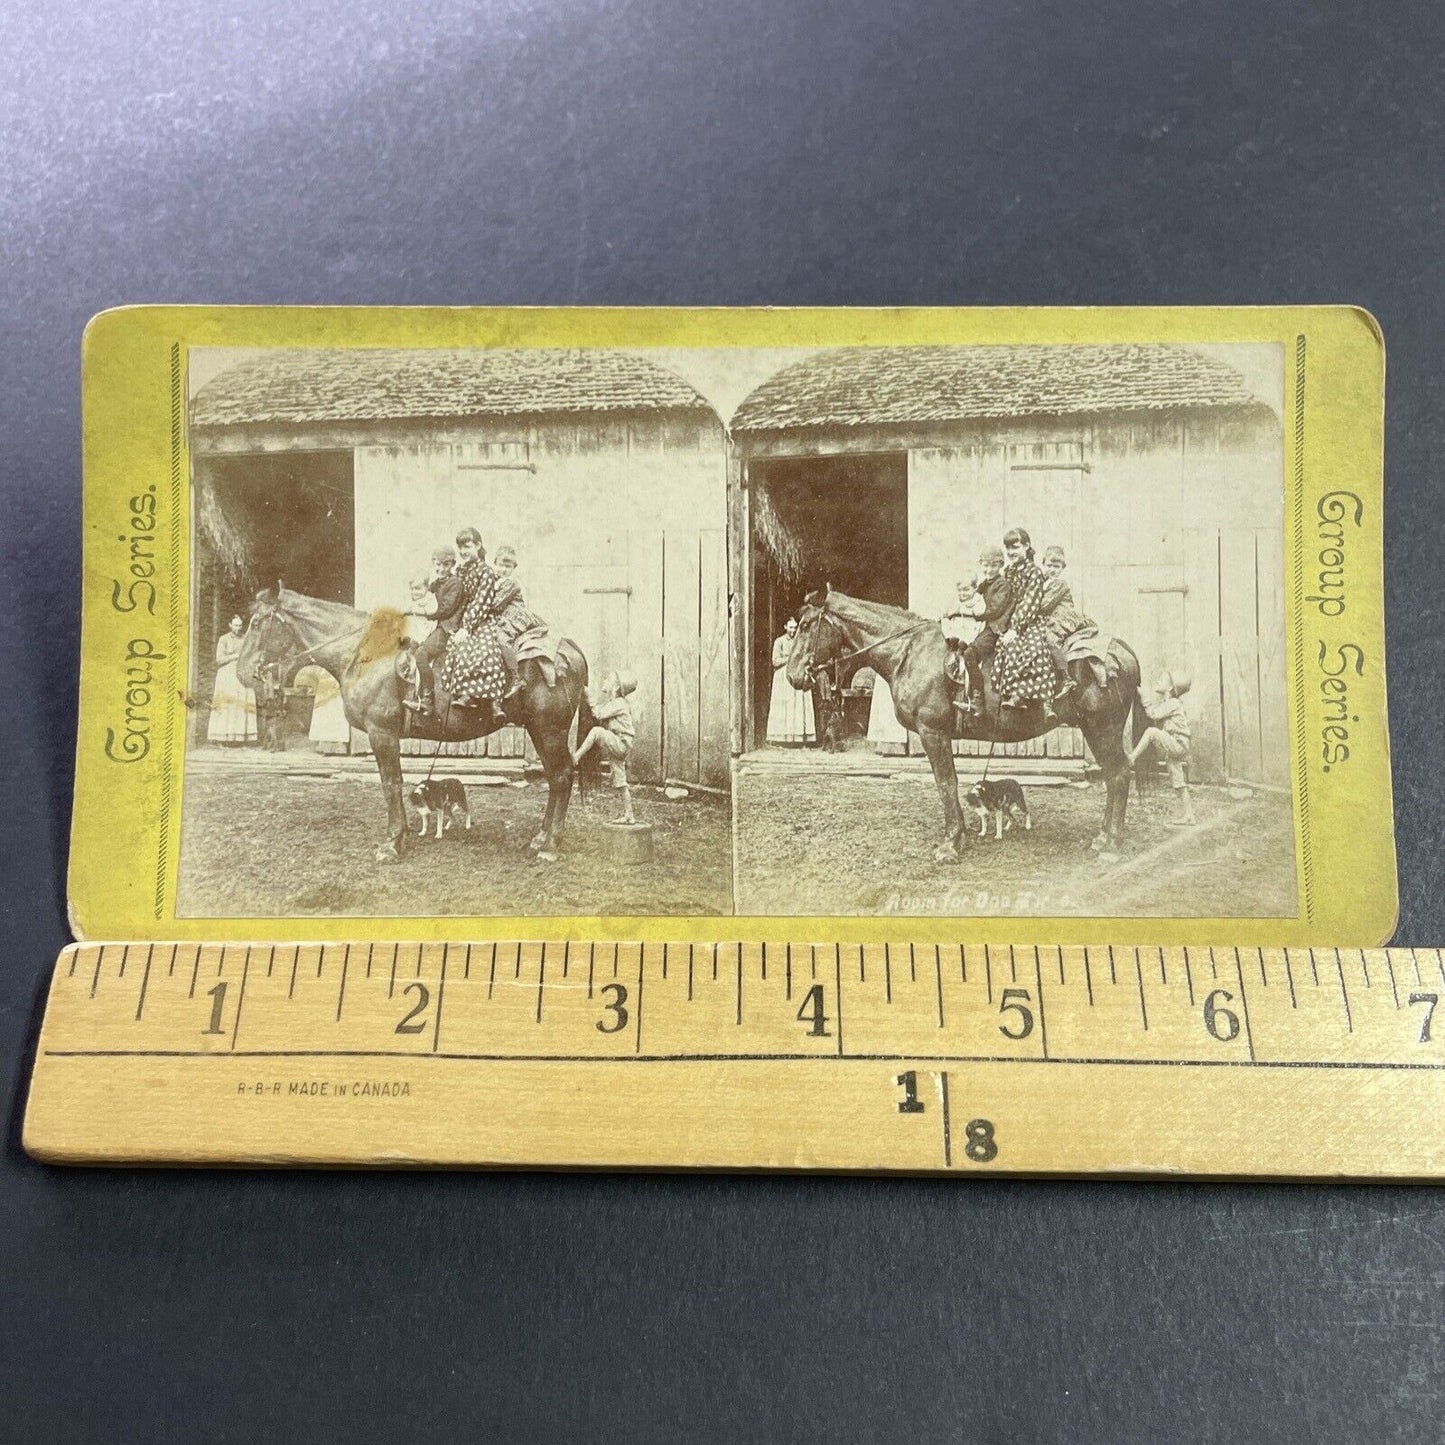 Group Series.
Group Series.
Room for One More.
1 2 3 4 5 6 7
R-B-R MADE IN CANADA
1
8